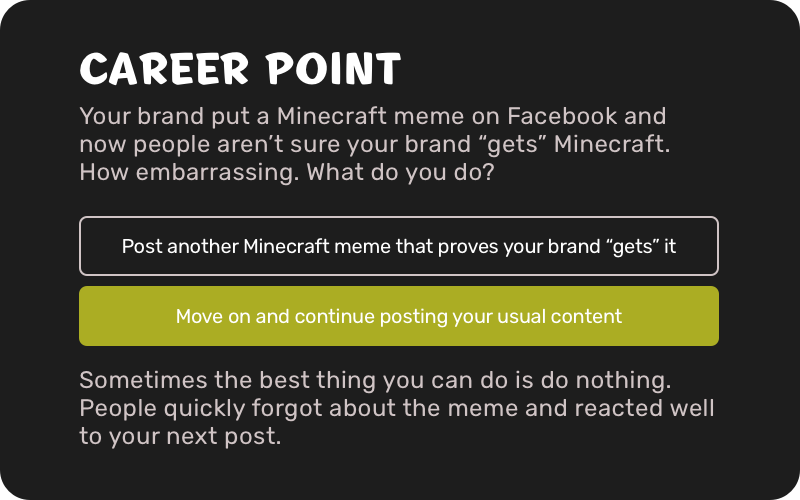 CAREER POINT
Your brand put a Minecraft meme on Facebook and
now people aren’t sure your brand “gets” Minecraft.
How embarrassing. What do you do?
Post another Minecraft meme that proves your brand “gets” it
Move on and continue posting your usual content
Sometimes the best thing you can do is do nothing.
People quickly forgot about the meme and reacted well
to your next post.